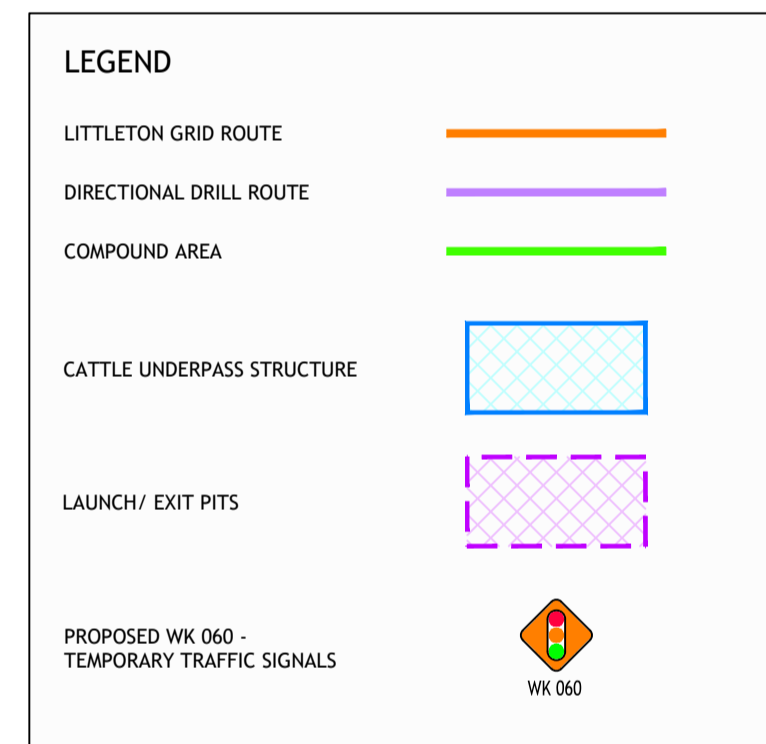 LEGEND
LITTLETON GRID ROUTE
DIRECTIONAL DRILL ROUTE
COMPOUND AREA
CATTLE UNDERPASS STRUCTURE
LAUNCH/ EXIT PITS
PROPOSED WK 060 -
TEMPORARY TRAFFIC SIGNALS
WK 060